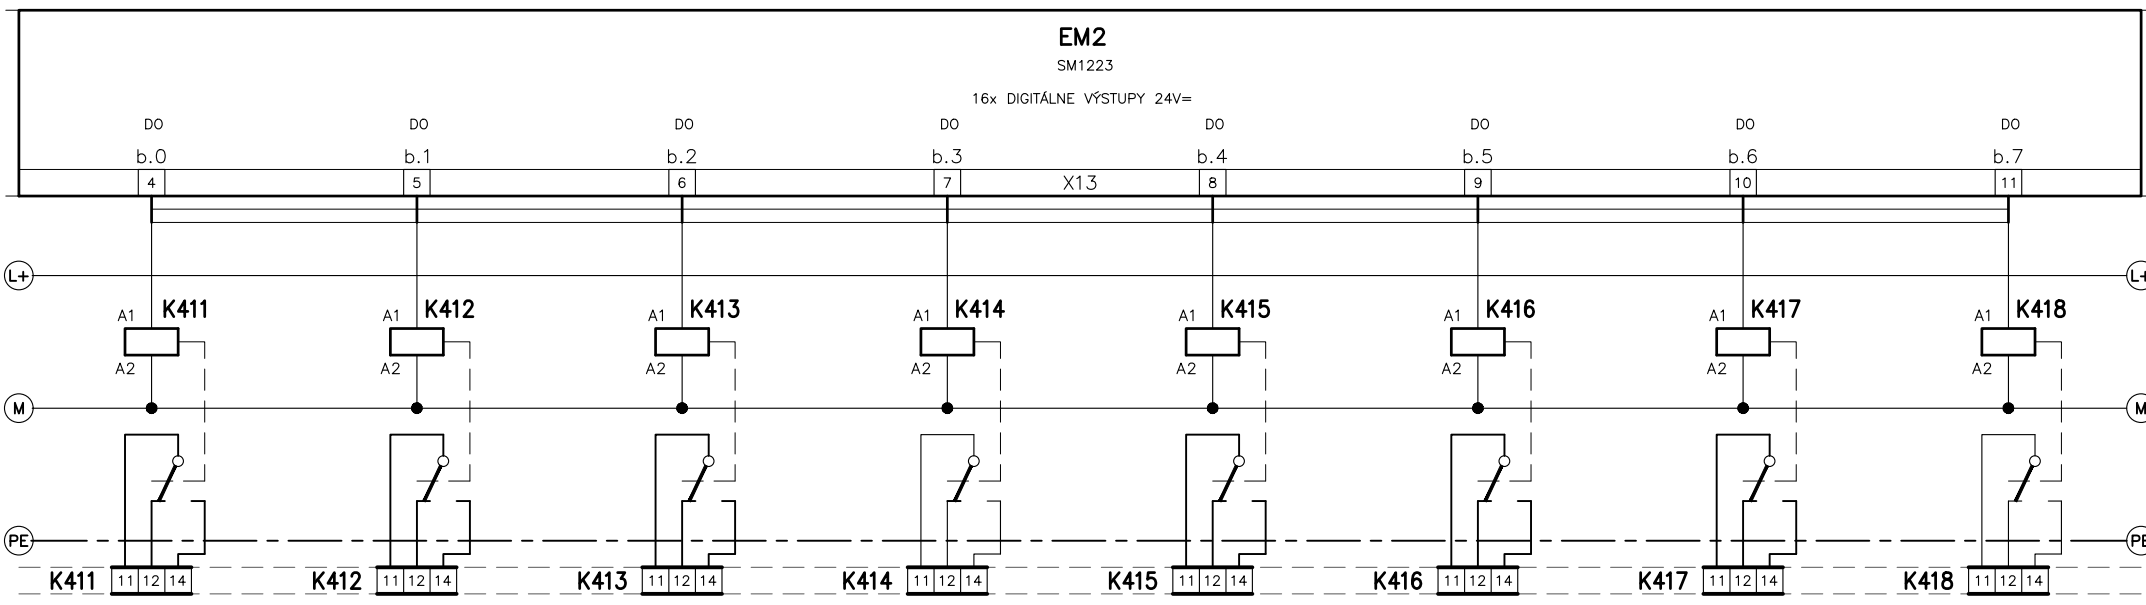 EM2
SM1223
16x DIGITÁLNE VÝSTUPY 24V=
DO DO DO DO DO DO DO DO
b.0 b.1 b.2 b.3 b.4 b.5 b.6 b.7
4 5 6 7 X13 8 9 10 11
L+ L+
A1 K411 A1 K412 A1 K413 A1 K414 A1 K415 A1 K416 A1 K417 A1 K418
A2 A2 A2 A2 A2 A2 A2 A2
M M
PE PE
K411 11 12 14 K412 11 12 14 K413 11 12 14 K414 11 12 14 K415 11 12 14 K416 11 12 14 K417 11 12 14 K418 11 12 14